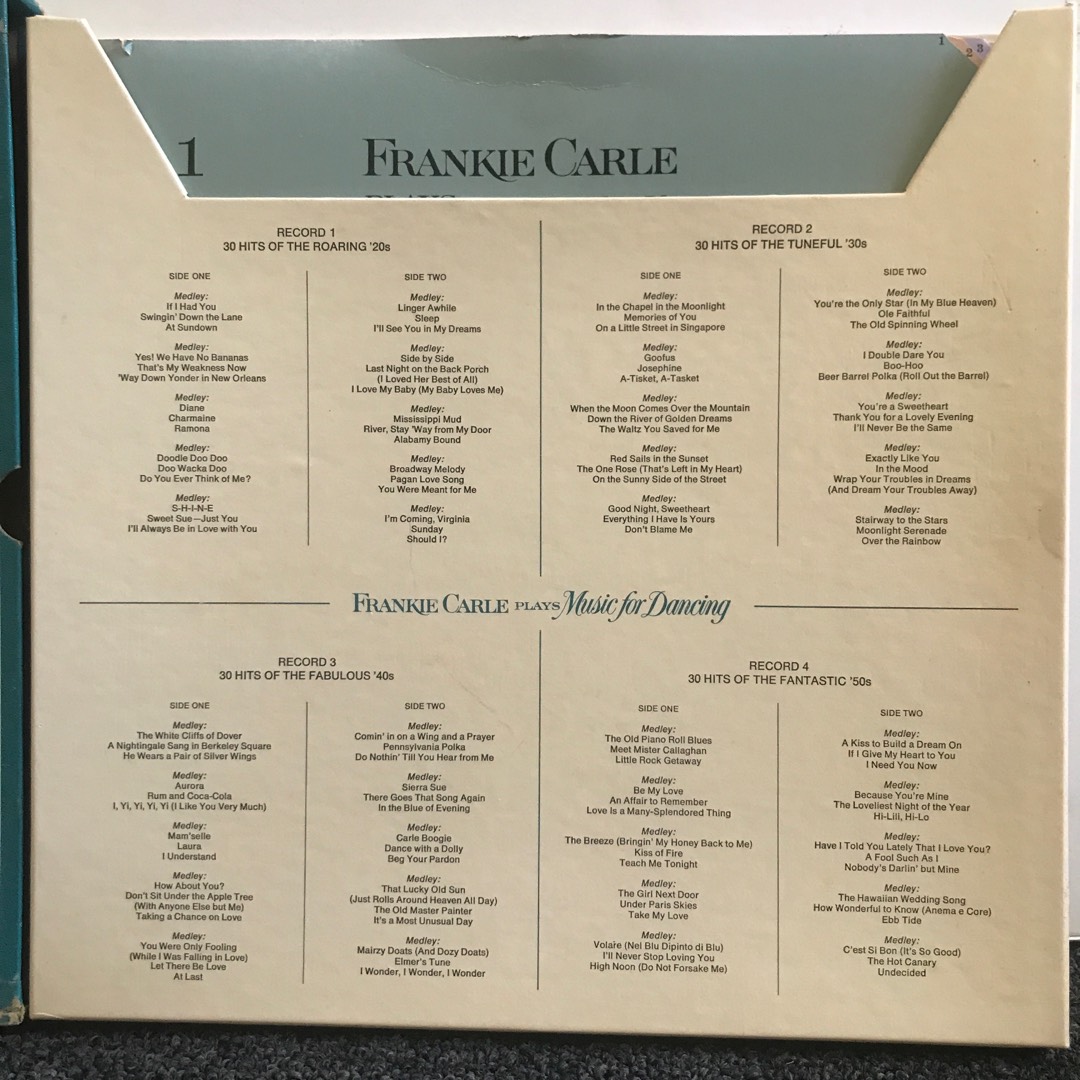 1
2 3
1
FRANKIE CARLE
RECORD 1
30 HITS OF THE ROARING '20s
SIDE ONE
Medley:
If I Had You
Swingin' Down the Lane
At Sundown
Medley:
Yes! We Have No Bananas
That's My Weakness Now
'Way Down Yonder in New Orleans
Medley:
Diane
Charmaine
Ramona
Medley:
Doodle Doo Doo
Doo Wacka Doo
Do You Ever Think of Me?
Medley:
S-H-I-N-E
Sweet Sue—Just You
I'll Always Be in Love with You
SIDE TWO
Medley:
Linger Awhile
Sleep
I'll See You in My Dreams
Medley:
Side by Side
Last Night on the Back Porch
(I Loved Her Best of All)
I Love My Baby (My Baby Loves Me)
Medley:
Mississippi Mud
River, Stay 'Way from My Door
Alabamy Bound
Medley:
Broadway Melody
Pagan Love Song
You Were Meant for Me
Medley:
I'm Coming, Virginia
Sunday
Should I?
RECORD 2
30 HITS OF THE TUNEFUL '30s
SIDE ONE
Medley:
In the Chapel in the Moonlight
Memories of You
On a Little Street in Singapore
Medley:
Goofus
Josephine
A-Tisket, A-Tasket
Medley:
When the Moon Comes Over the Mountain
Down the River of Golden Dreams
The Waltz You Saved for Me
Medley:
Red Sails in the Sunset
The One Rose (That's Left in My Heart)
On the Sunny Side of the Street
Medley:
Good Night, Sweetheart
Everything I Have Is Yours
Don't Blame Me
SIDE TWO
Medley:
You're the Only Star (In My Blue Heaven)
Ole Faithful
The Old Spinning Wheel
Medley:
I Double Dare You
Boo-Hoo
Beer Barrel Polka (Roll Out the Barrel)
Medley:
You're a Sweetheart
Thank You for a Lovely Evening
I'll Never Be the Same
Medley:
Exactly Like You
In the Mood
Wrap Your Troubles in Dreams
(And Dream Your Troubles Away)
Medley:
Stairway to the Stars
Moonlight Serenade
Over the Rainbow
FRANKIE CARLE PLAYS Music for Dancing
RECORD 3
30 HITS OF THE FABULOUS '40s
SIDE ONE
Medley:
The White Cliffs of Dover
A Nightingale Sang in Berkeley Square
He Wears a Pair of Silver Wings
Medley:
Aurora
Rum and Coca-Cola
I, Yi, Yi, Yi, Yi (I Like You Very Much)
Medley:
Mam'selle
Laura
I Understand
Medley:
How About You?
Don't Sit Under the Apple Tree
(With Anyone Else but Me)
Taking a Chance on Love
Medley:
You Were Only Fooling
(While I Was Falling in Love)
Let There Be Love
At Last
SIDE TWO
Medley:
Comin' in on a Wing and a Prayer
Pennsylvania Polka
Do Nothin' Till You Hear from Me
Medley:
Sierra Sue
There Goes That Song Again
In the Blue of Evening
Medley:
Carle Boogie
Dance with a Dolly
Beg Your Pardon
Medley:
That Lucky Old Sun
(Just Rolls Around Heaven All Day)
The Old Master Painter
It's a Most Unusual Day
Medley:
Mairzy Doats (And Dozy Doats)
Elmer's Tune
I Wonder, I Wonder, I Wonder
RECORD 4
30 HITS OF THE FANTASTIC '50s
SIDE ONE
Medley:
The Old Piano Roll Blues
Meet Mister Callaghan
Little Rock Getaway
Medley:
Be My Love
An Affair to Remember
Love Is a Many-Splendored Thing
Medley:
The Breeze (Bringin' My Honey Back to Me)
Kiss of Fire
Teach Me Tonight
Medley:
The Girl Next Door
Under Paris Skies
Take My Love
Medley:
Volare (Nel Blu Dipinto di Blu)
I'll Never Stop Loving You
High Noon (Do Not Forsake Me)
SIDE TWO
Medley:
A Kiss to Build a Dream On
If I Give My Heart to You
I Need You Now
Medley:
Because You're Mine
The Loveliest Night of the Year
Hi-Lili, Hi-Lo
Medley:
Have I Told You Lately That I Love You?
A Fool Such As I
Nobody's Darlin' but Mine
Medley:
The Hawaiian Wedding Song
How Wonderful to Know (Anema e Core)
Ebb Tide
Medley:
C'est Si Bon (It's So Good)
The Hot Canary
Undecided